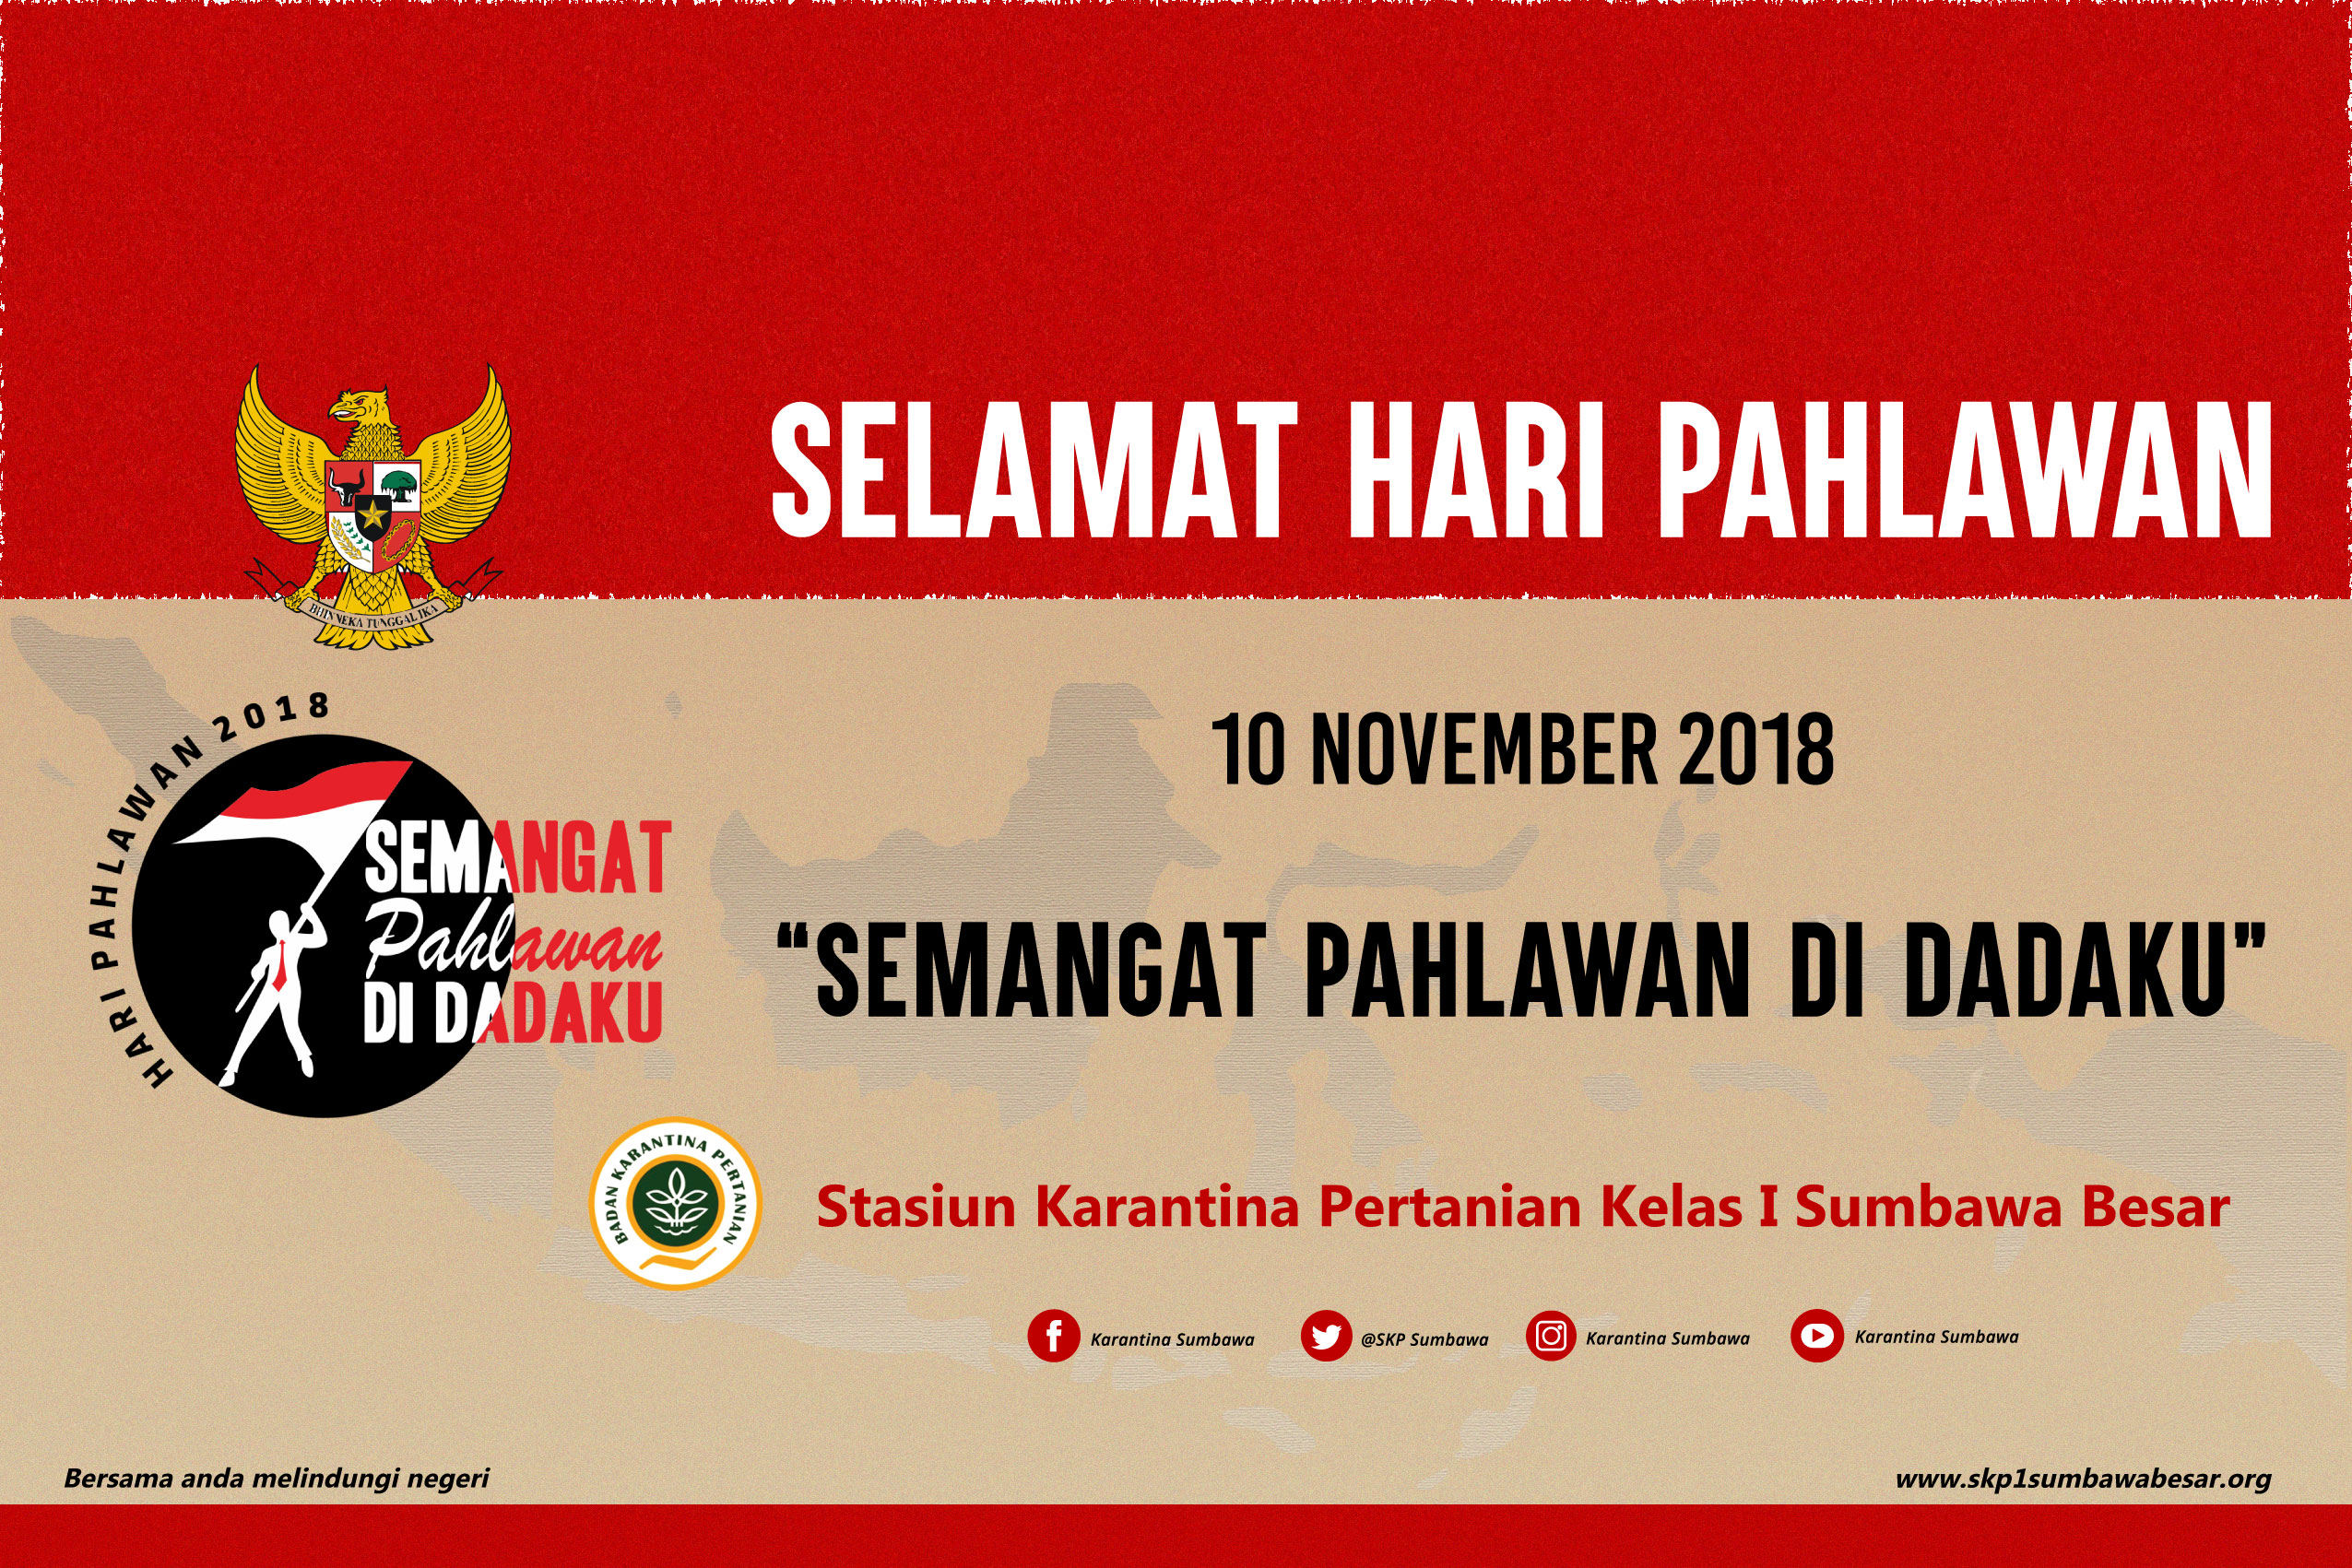 SELAMAT HARI PAHLAWAN
BHINNEKA TUNGGAL IKA
10 NOVEMBER 2018
HARI PAHLAWAN 2018
SEMANGAT
Pahlawan
DI DADAKU
“SEMANGAT PAHLAWAN DI DADAKU”
BADAN KARANTINA PERTANIAN
Stasiun Karantina Pertanian Kelas I Sumbawa Besar
Karantina Sumbawa
@SKP Sumbawa
Karantina Sumbawa
Karantina Sumbawa
Bersama anda melindungi negeri
www.skp1sumbawabesar.org